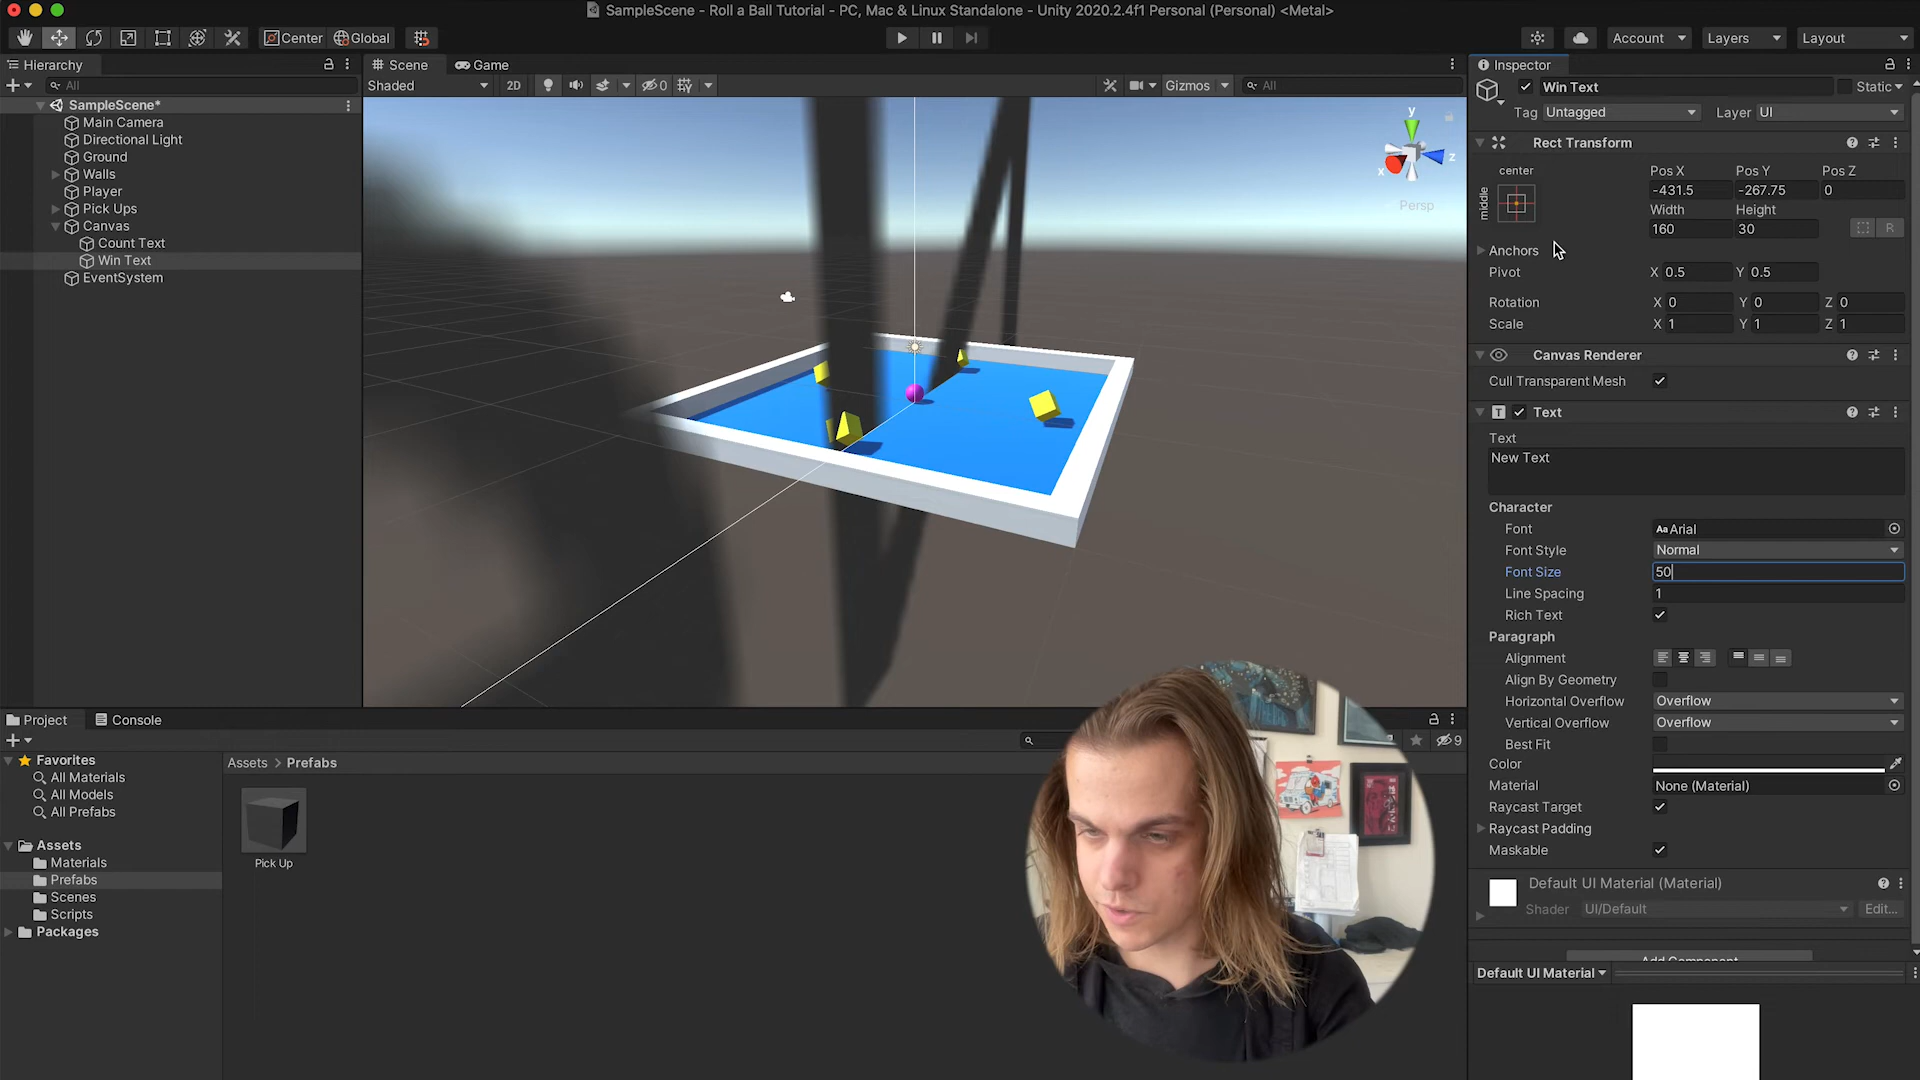 SampleScene - Roll a Ball Tutorial - PC, Mac & Linux Standalone - Unity 2020.2.4f1 Personal (Personal) <Metal>
Center Global Account Layers Layout
Hierarchy
All
SampleScene*
Main Camera
Directional Light
Ground
Walls
Player
Pick Ups
Canvas
Count Text
Win Text
EventSystem
Scene Game
Shaded 2D 0 Gizmos All
y
x z
Persp
Inspector
Win Text Static
Tag Untagged Layer UI
Rect Transform
center Pos X Pos Y Pos Z
middle -431.5 -267.75 0
Width Height
160 30 R
Anchors
Pivot X 0.5 Y 0.5
Rotation X 0 Y 0 Z 0
Scale X 1 Y 1 Z 1
Canvas Renderer
Cull Transparent Mesh
T Text
Text
New Text
Character
Font Aa Arial
Font Style Normal
Font Size 50
Line Spacing 1
Rich Text
Paragraph
Alignment
Align By Geometry
Horizontal Overflow Overflow
Vertical Overflow Overflow
Best Fit
Color
Material None (Material)
Raycast Target
Raycast Padding
Maskable
Default UI Material (Material)
Shader UI/Default Edit...
Add Component
Default UI Material
Project Console
9
Favorites
All Materials
All Models
All Prefabs
Assets
Materials
Prefabs
Scenes
Scripts
Packages
Assets > Prefabs
Pick Up